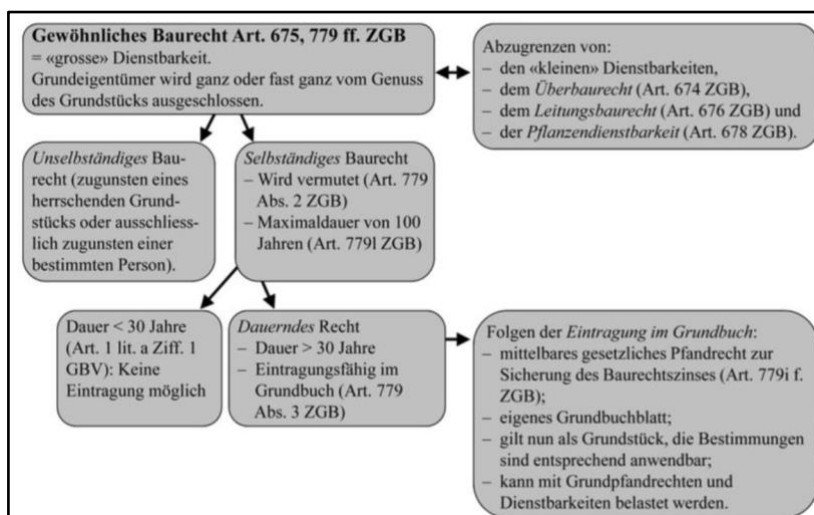 Gewöhnliches Baurecht Art. 675, 779 ff. ZGB
= «grosse» Dienstbarkeit.
Grundeigentümer wird ganz oder fast ganz vom Genuss
des Grundstücks ausgeschlossen.
Abzugrenzen von:
– den «kleinen» Dienstbarkeiten,
– dem Überbaurecht (Art. 674 ZGB),
– dem Leitungsbaurecht (Art. 676 ZGB) und
– der Pflanzendienstbarkeit (Art. 678 ZGB).
Unselbständiges Bau-
recht (zugunsten eines
herrschenden Grund-
stücks oder ausschliess-
lich zugunsten einer
bestimmten Person).
Selbständiges Baurecht
– Wird vermutet (Art. 779
Abs. 2 ZGB)
– Maximaldauer von 100
Jahren (Art. 779l ZGB)
Dauer < 30 Jahre
(Art. 1 lit. a Ziff. 1
GBV): Keine
Eintragung möglich
Dauerndes Recht
– Dauer > 30 Jahre
– Eintragungsfähig im
Grundbuch (Art. 779
Abs. 3 ZGB)
Folgen der Eintragung im Grundbuch:
– mittelbares gesetzliches Pfandrecht zur
Sicherung des Baurechtszinses (Art. 779i f.
ZGB);
– eigenes Grundbuchblatt;
– gilt nun als Grundstück, die Bestimmungen
sind entsprechend anwendbar;
– kann mit Grundpfandrechten und
Dienstbarkeiten belastet werden.